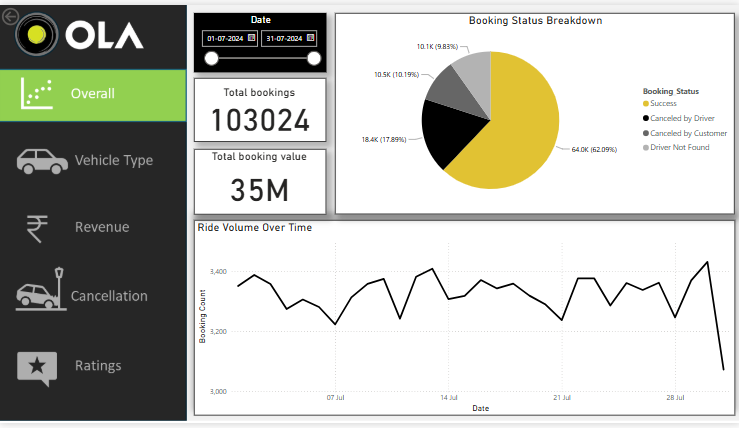 OLA
Overall
Vehicle Type
₹
Revenue
Cancellation
Ratings
Date
01-07-2024
31-07-2024
Total bookings
103024
Total booking value
35M
Booking Status Breakdown
10.1K (9.83%)
10.5K (10.19%)
18.4K (17.89%)
64.0K (62.09%)
Booking Status
Success
Canceled by Driver
Canceled by Customer
Driver Not Found
Ride Volume Over Time
Booking Count
3,400
3,200
3,000
07 Jul
14 Jul
21 Jul
28 Jul
Date